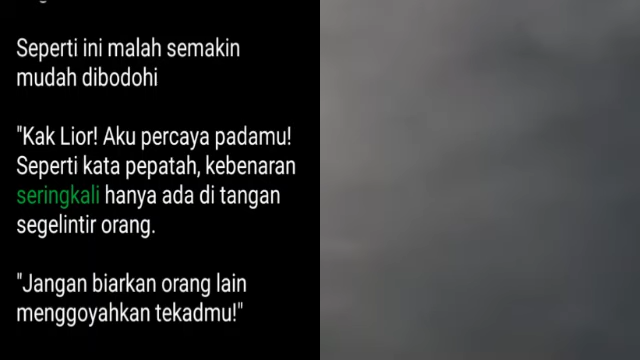 Seperti ini malah semakin
mudah dibodohi
"Kak Lior! Aku percaya padamu!
Seperti kata pepatah, kebenaran
seringkali hanya ada di tangan
segelintir orang.
"Jangan biarkan orang lain
menggoyahkan tekadmu!"